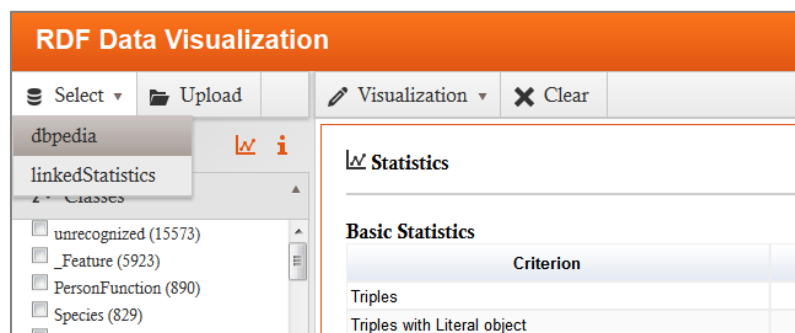 RDF Data Visualization
Select Upload Visualization Clear
dbpedia
linkedStatistics
Classes
unrecognized (15573)
_Feature (5923)
PersonFunction (890)
Species (829)
Statistics
Basic Statistics
Criterion
Triples
Triples with Literal object